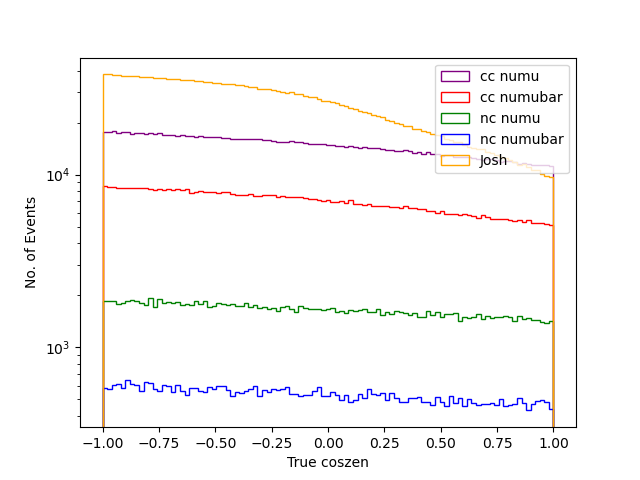 cc numu
cc numubar
nc numu
nc numubar
Josh
10^4
10^3
No. of Events
−1.00 −0.75 −0.50 −0.25 0.00 0.25 0.50 0.75 1.00
True coszen